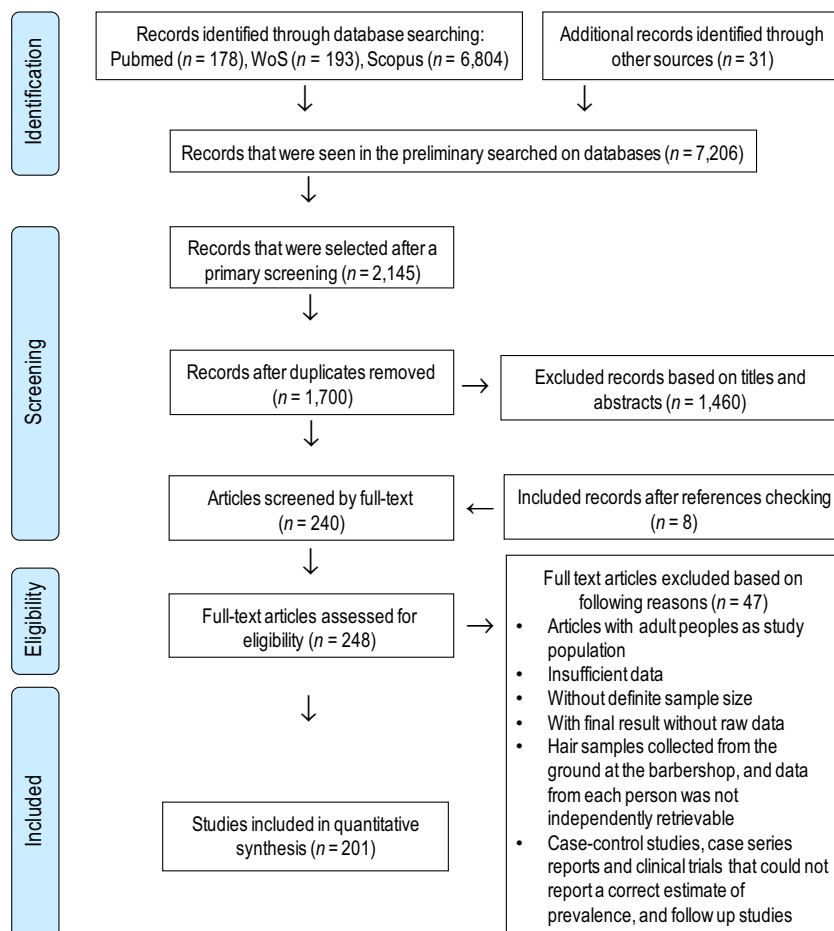 Identification
Records identified through database searching:
Pubmed (n = 178), WoS (n = 193), Scopus (n = 6,804)
Additional records identified through
other sources (n = 31)
↓
↓
Records that were seen in the preliminary searched on databases (n = 7,206)
↓
Screening
Records that were selected after a
primary screening (n = 2,145)
↓
Records after duplicates removed
(n = 1,700)
→
Excluded records based on titles and
abstracts (n = 1,460)
↓
Articles screened by full-text
(n = 240)
←
Included records after references checking
(n = 8)
↓
Eligibility
Full-text articles assessed for
eligibility (n = 248)
→
Full text articles excluded based on
following reasons (n = 47)
• Articles with adult peoples as study
population
• Insufficient data
• Without definite sample size
• With final result without raw data
• Hair samples collected from the
ground at the barbershop, and data
from each person was not
independently retrievable
• Case-control studies, case series
reports and clinical trials that could not
report a correct estimate of
prevalence, and follow up studies
↓
Included
Studies included in quantitative
synthesis (n = 201)